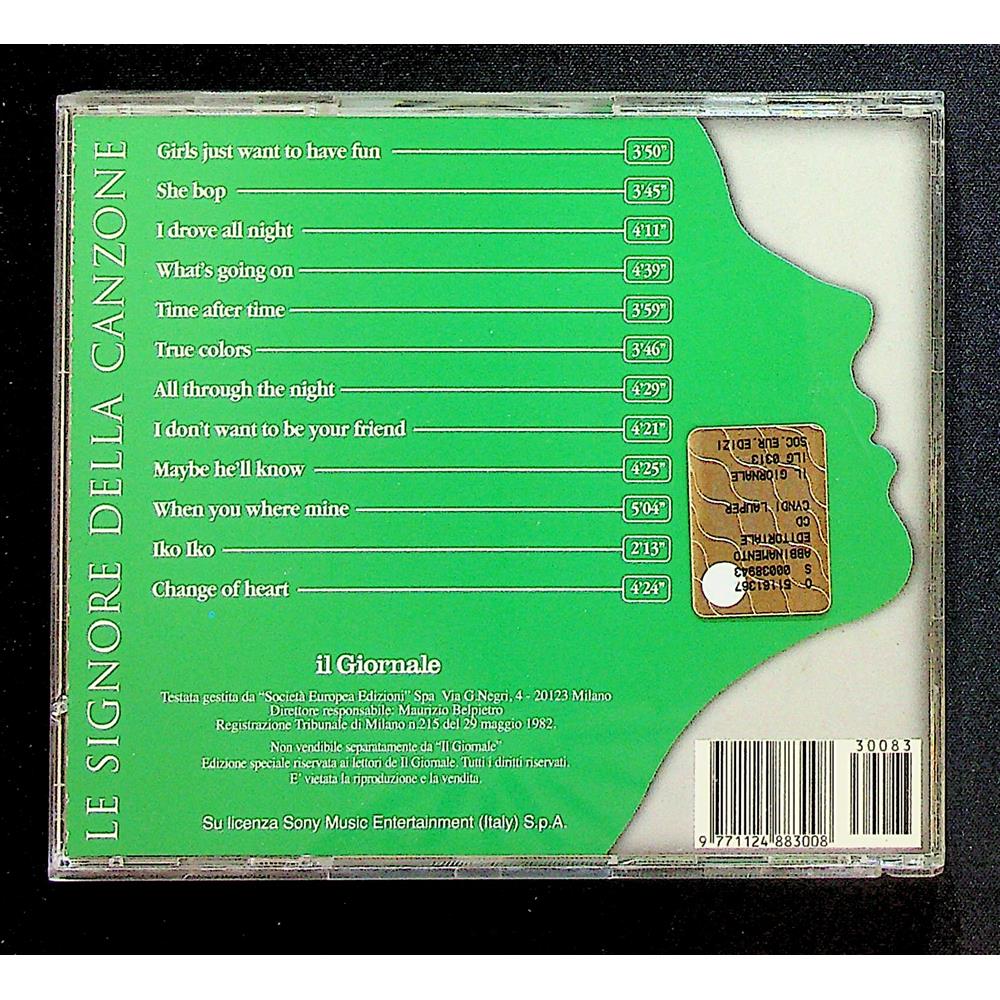 LE SIGNORE DELLA CANZONE
Girls just want to have fun 3'50"
She bop 3'45"
I drove all night 4'11"
What's going on 4'39"
Time after time 3'59"
True colors 3'46"
All through the night 4'29"
I don't want to be your friend 4'21"
Maybe he'll know 4'25"
When you where mine 5'04"
Iko Iko 2'13"
Change of heart 4'24"
il Giornale
Testata gestita da "Società Europea Edizioni" Spa Via G.Negri, 4 - 20123 Milano
Direttore responsabile: Maurizio Belpietro
Registrazione Tribunale di Milano n.215 del 29 maggio 1982.
Non vendibile separatamente da "Il Giornale"
Edizione speciale riservata ai lettori de Il Giornale. Tutti i diritti riservati.
E' vietata la riproduzione e la vendita.
Su licenza Sony Music Entertainment (Italy) S.p.A.
O 51161367
S 00038943
ABBINAMENTO
EDITORTALE
CD
CYNDI LAUPER
IL GIORNALE
ILG 0313
SOC.EUR.EDIZI
30083
9 771124 883008